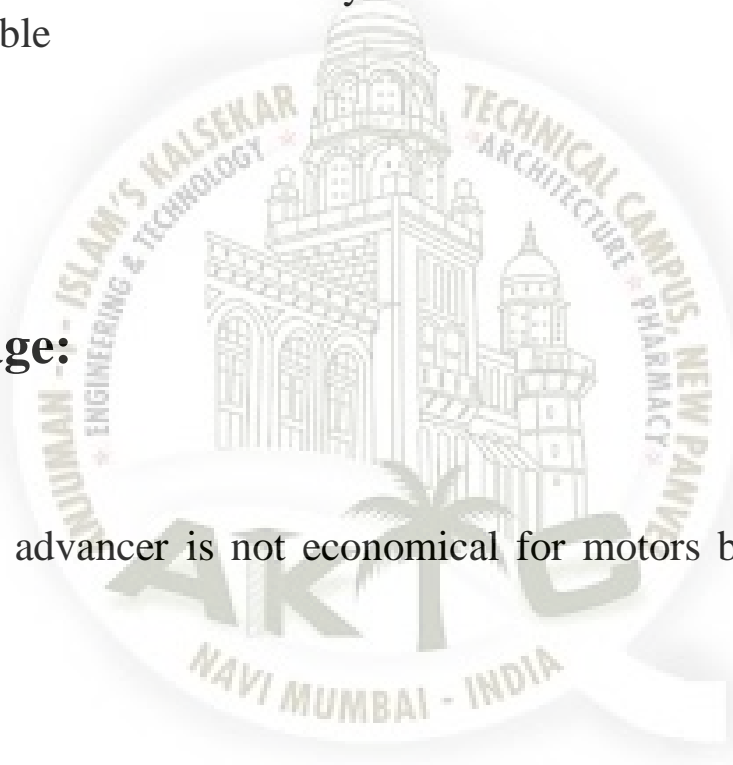 ble
ANJUMAN - I - ISLAM'S KALSEKAR TECHNICAL CAMPUS, NEW PANVEL
ENGINEERING & TECHNOLOGY * ARCHITECTURE * PHARMACY *
age:
advancer is not economical for motors b
AKTC
NAVI MUMBAI - INDIA